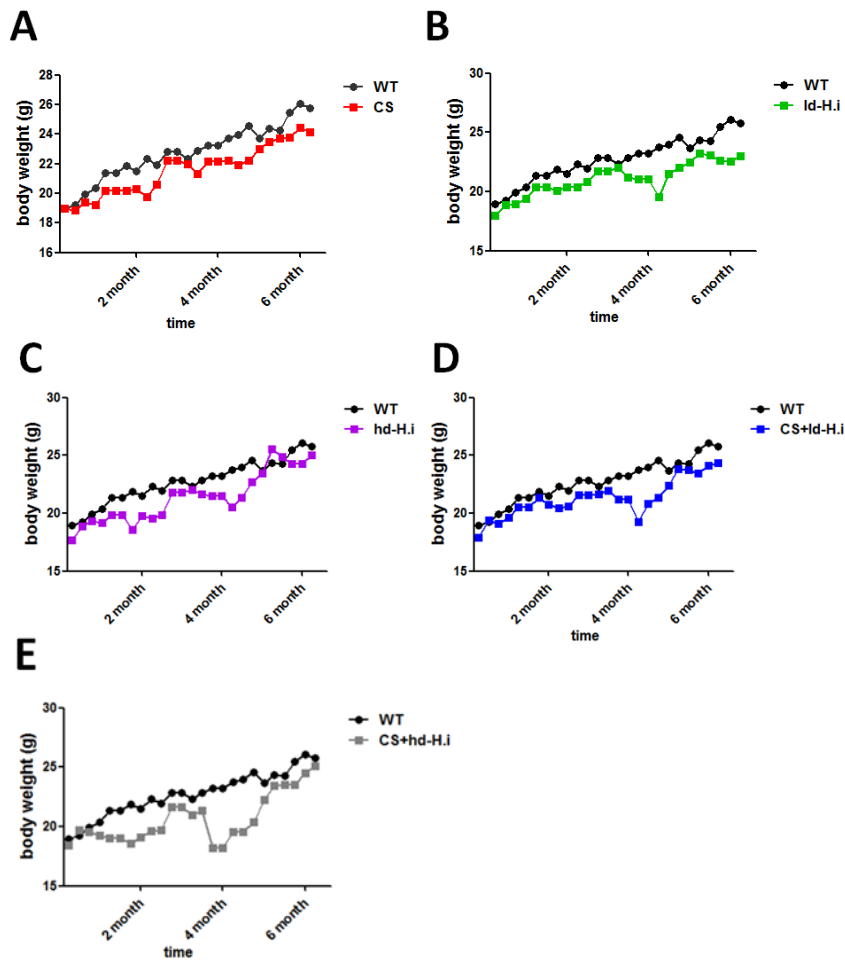 A
body weight (g)
28
26
24
22
20
18
16
2 month
4 month
6 month
time
WT
CS
B
body weight (g)
30
25
20
15
2 month
4 month
6 month
time
WT
ld-H.i
C
body weight (g)
30
25
20
15
2 month
4 month
6 month
WT
hd-H.i
D
body weight (g)
30
25
20
15
2 month
4 month
6 month
time
WT
CS+ld-H.i
E
body weight (g)
30
25
20
15
2 month
4 month
6 month
time
WT
CS+hd-H.i